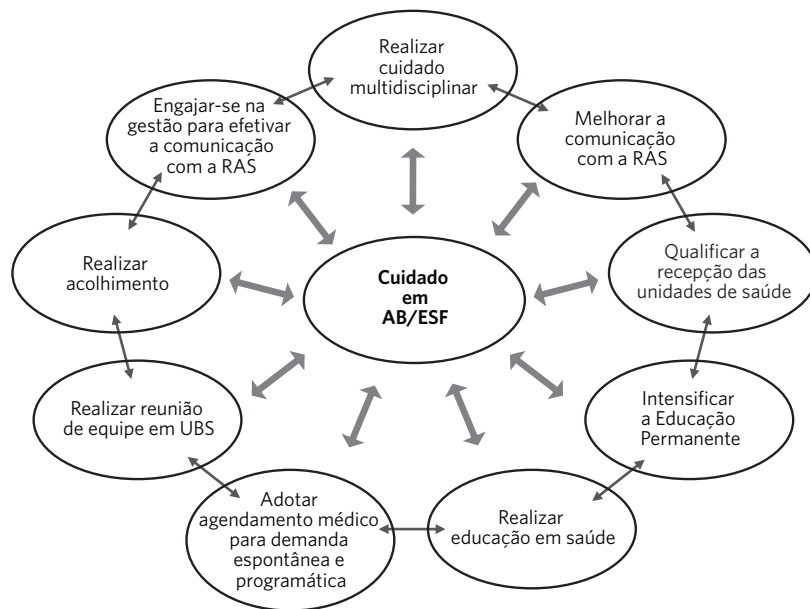 Realizar
cuidado
multidisciplinar
Engajar-se na
gestão para efetivar
a comunicação
com a RAS
Melhorar a
comunicação
com a RAS
Realizar
acolhimento
Cuidado
em
AB/ESF
Qualificar a
recepção das
unidades de saúde
Realizar reunião
de equipe em UBS
Intensificar
a Educação
Permanente
Adotar
agendamento médico
para demanda
espontânea e
programática
Realizar
educação em saúde